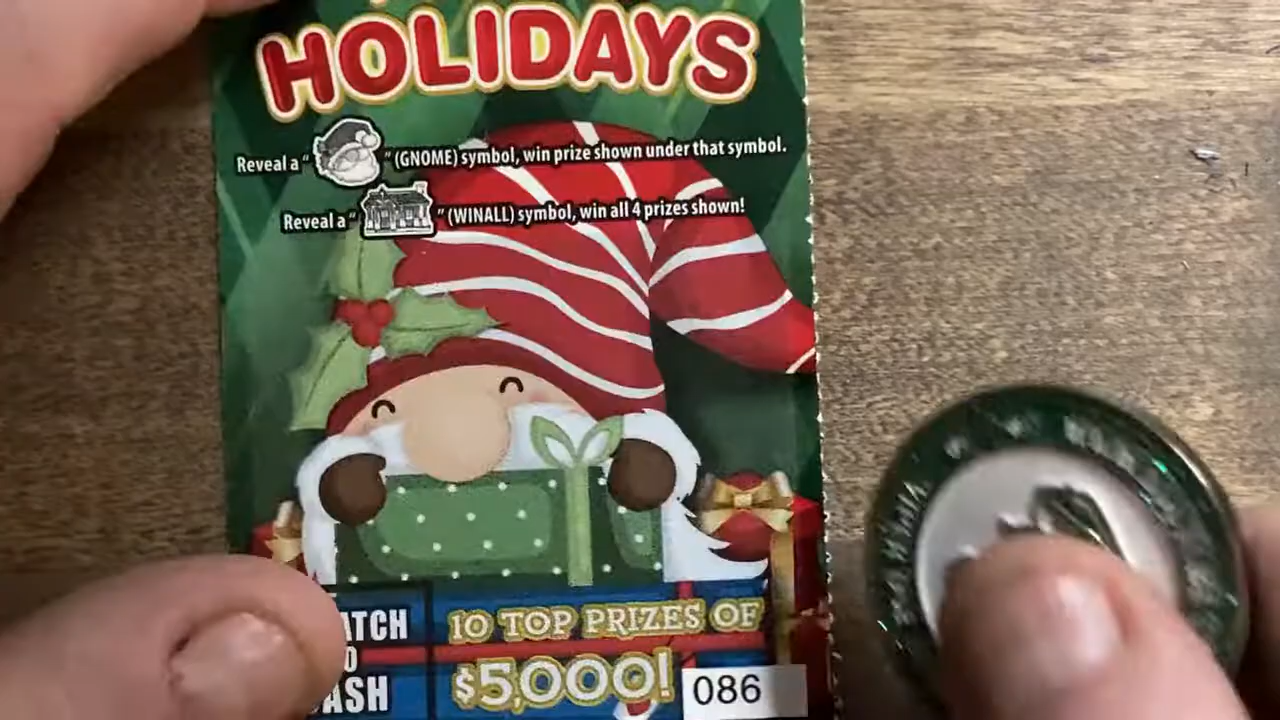 HOLIDAYS
Reveal a " " (GNOME) symbol, win prize shown under that symbol.
Reveal a " " (WINALL) symbol, win all 4 prizes shown!
10 TOP PRIZES OF
$5,000!
086